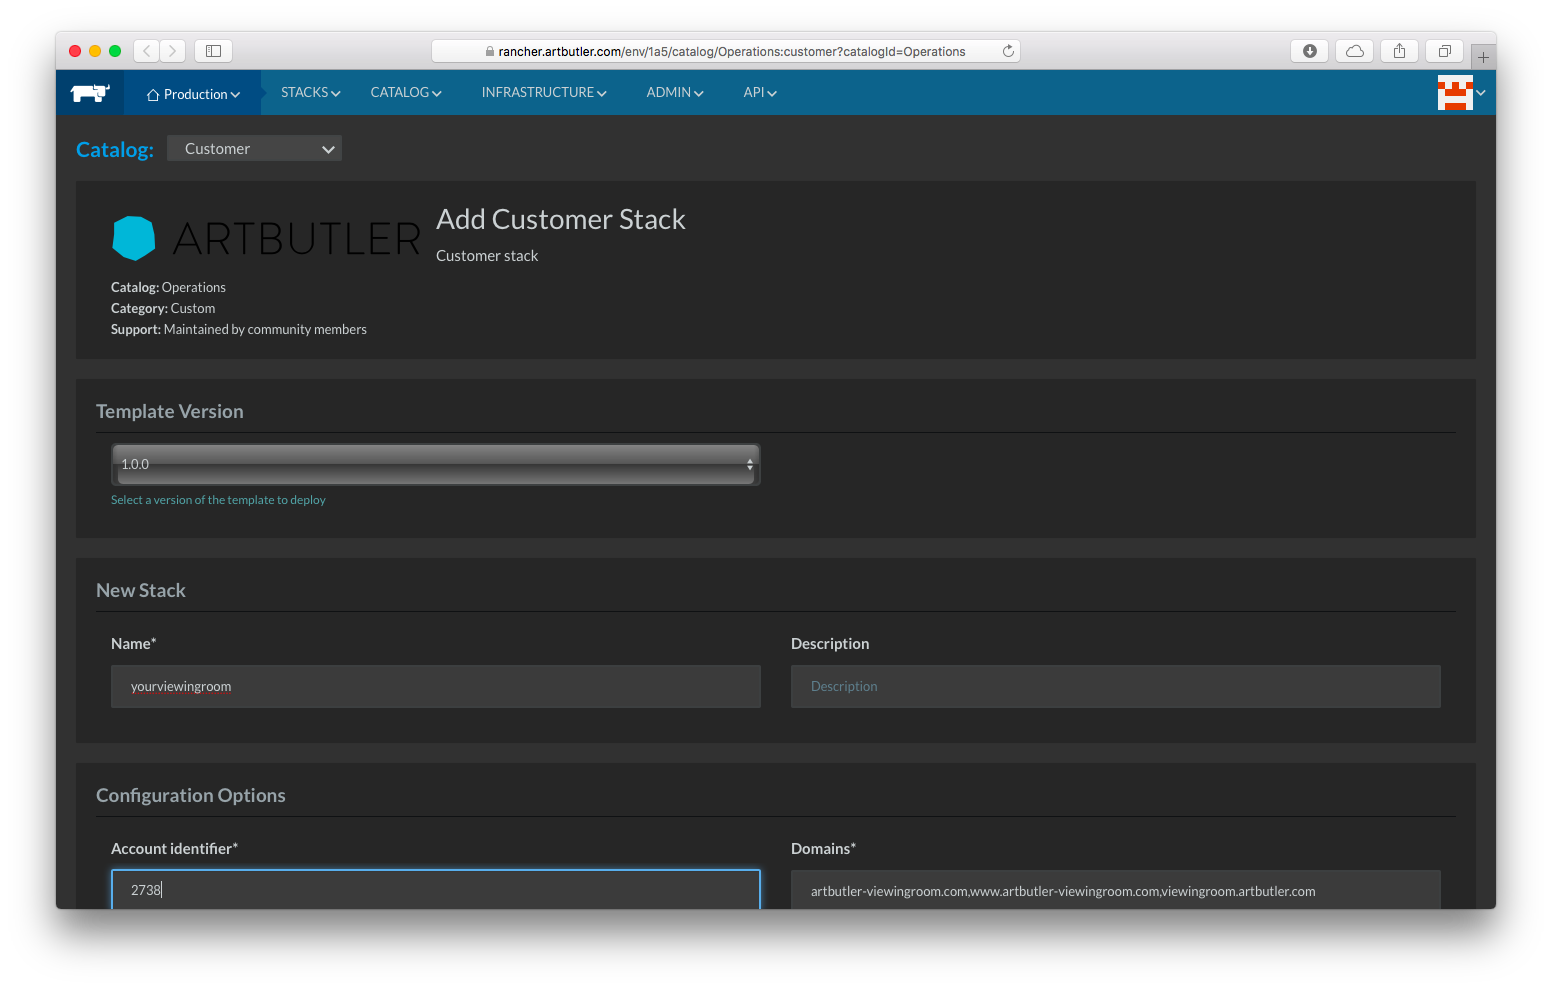 rancher.artbutler.com/env/1a5/catalog/Operations:customer?catalogId=Operations
Production STACKS CATALOG INFRASTRUCTURE ADMIN API
Catalog: Customer
ARTBUTLER
Add Customer Stack
Customer stack
Catalog: Operations
Category: Custom
Support: Maintained by community members
Template Version
1.0.0
Select a version of the template to deploy
New Stack
Name* Description
yourviewingroom Description
Configuration Options
Account identifier* Domains*
2738 artbutler-viewingroom.com,www.artbutler-viewingroom.com,viewingroom.artbutler.com